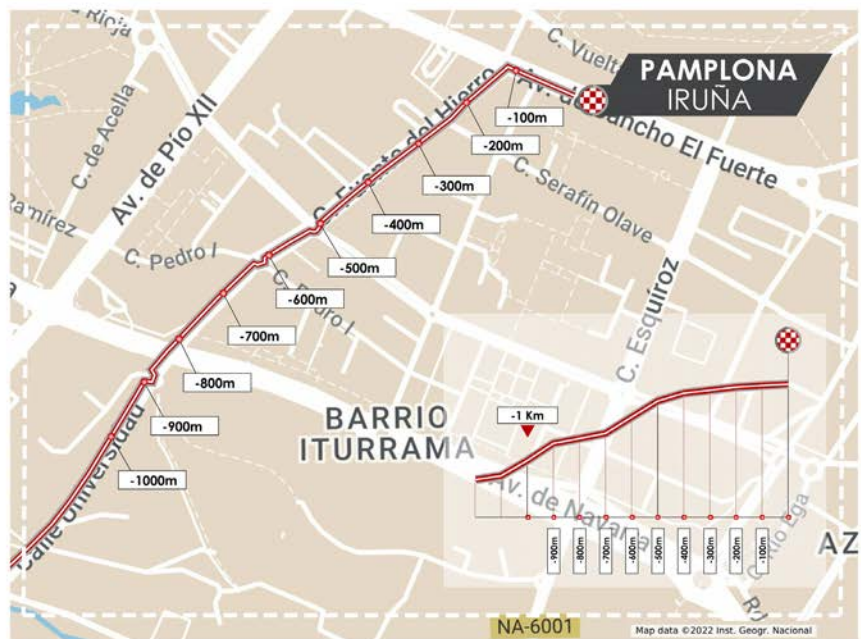 C. Vuelta
PAMPLONA
IRUÑA
Av. de Sancho El Fuerte
Rioja
C. de Acella
Av. de Pío XII
C. Fuente del Hierro
-100m
-200m
-300m
C. Serafín Olave
-400m
Ramírez
C. Pedro I
-500m
-600m
C. Pedro I
-700m
C. Esquíroz
-800m
-900m
BARRIO
ITURRAMA
-1 Km
-1000m
Calle Universidad
Av. de Navarra
-900m
-800m
-700m
-600m
-500m
-400m
-300m
-200m
-100m
AZ
NA-6001
Map data ©2022 Inst. Geogr. Nacional